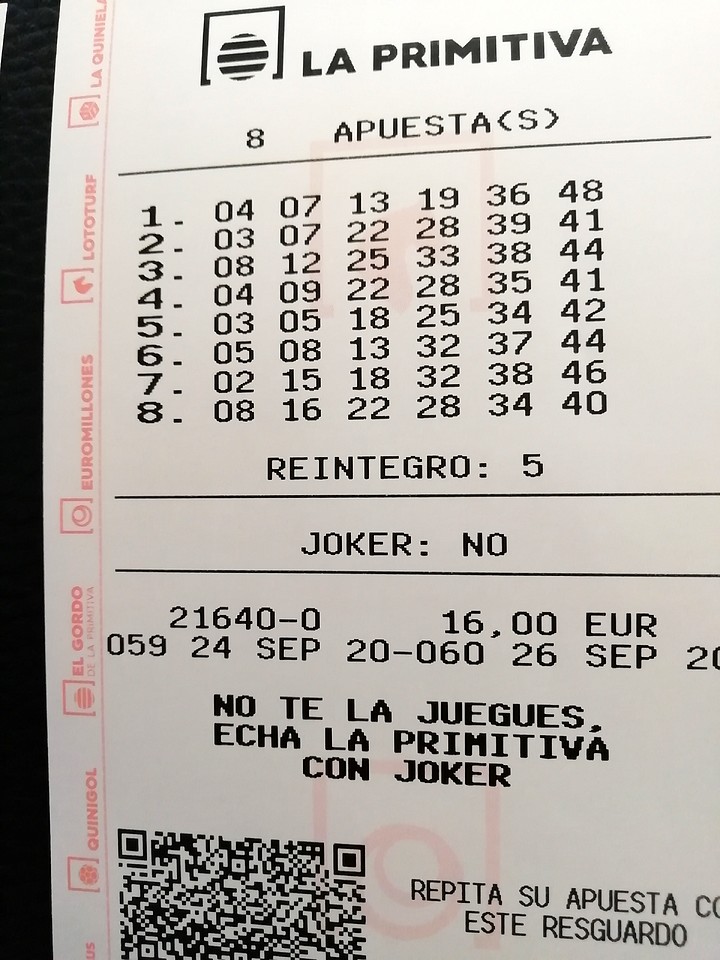 LA PRIMITIVA
8 APUESTA(S)
1. 04 07 13 19 36 48
2. 03 07 22 28 39 41
3. 08 12 25 33 38 44
4. 04 09 22 28 35 41
5. 03 05 18 25 34 42
6. 05 08 13 32 37 44
7. 02 15 18 32 38 46
8. 08 16 22 28 34 40
REINTEGRO: 5
JOKER: NO
21640-0 16,00 EUR
059 24 SEP 20-060 26 SEP 20
NO TE LA JUEGUES,
ECHA LA PRIMITIVA
CON JOKER
REPITA SU APUESTA CO
ESTE RESGUARDO
LA QUINIELA
LOTOTURF
EUROMILLONES
EL GORDO
DE LA PRIMITIVA
QUINIGOL
US